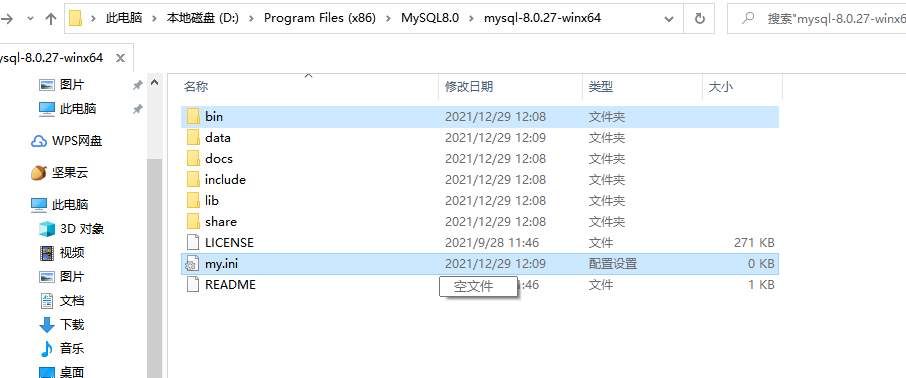 此电脑 本地磁盘 (D:) Program Files (x86) MySQL8.0 mysql-8.0.27-winx64 搜索"mysql-8.0.27-winx6
ysql-8.0.27-winx64
图片
此电脑
WPS网盘
坚果云
此电脑
3D 对象
视频
图片
文档
下载
音乐
桌面
名称 修改日期 类型 大小
bin 2021/12/29 12:08 文件夹
data 2021/12/29 12:09 文件夹
docs 2021/12/29 12:08 文件夹
include 2021/12/29 12:08 文件夹
lib 2021/12/29 12:08 文件夹
share 2021/12/29 12:08 文件夹
LICENSE 2021/9/28 11:46 文件 271 KB
my.ini 2021/12/29 12:09 配置设置 0 KB
README :46 文件 1 KB
空文件